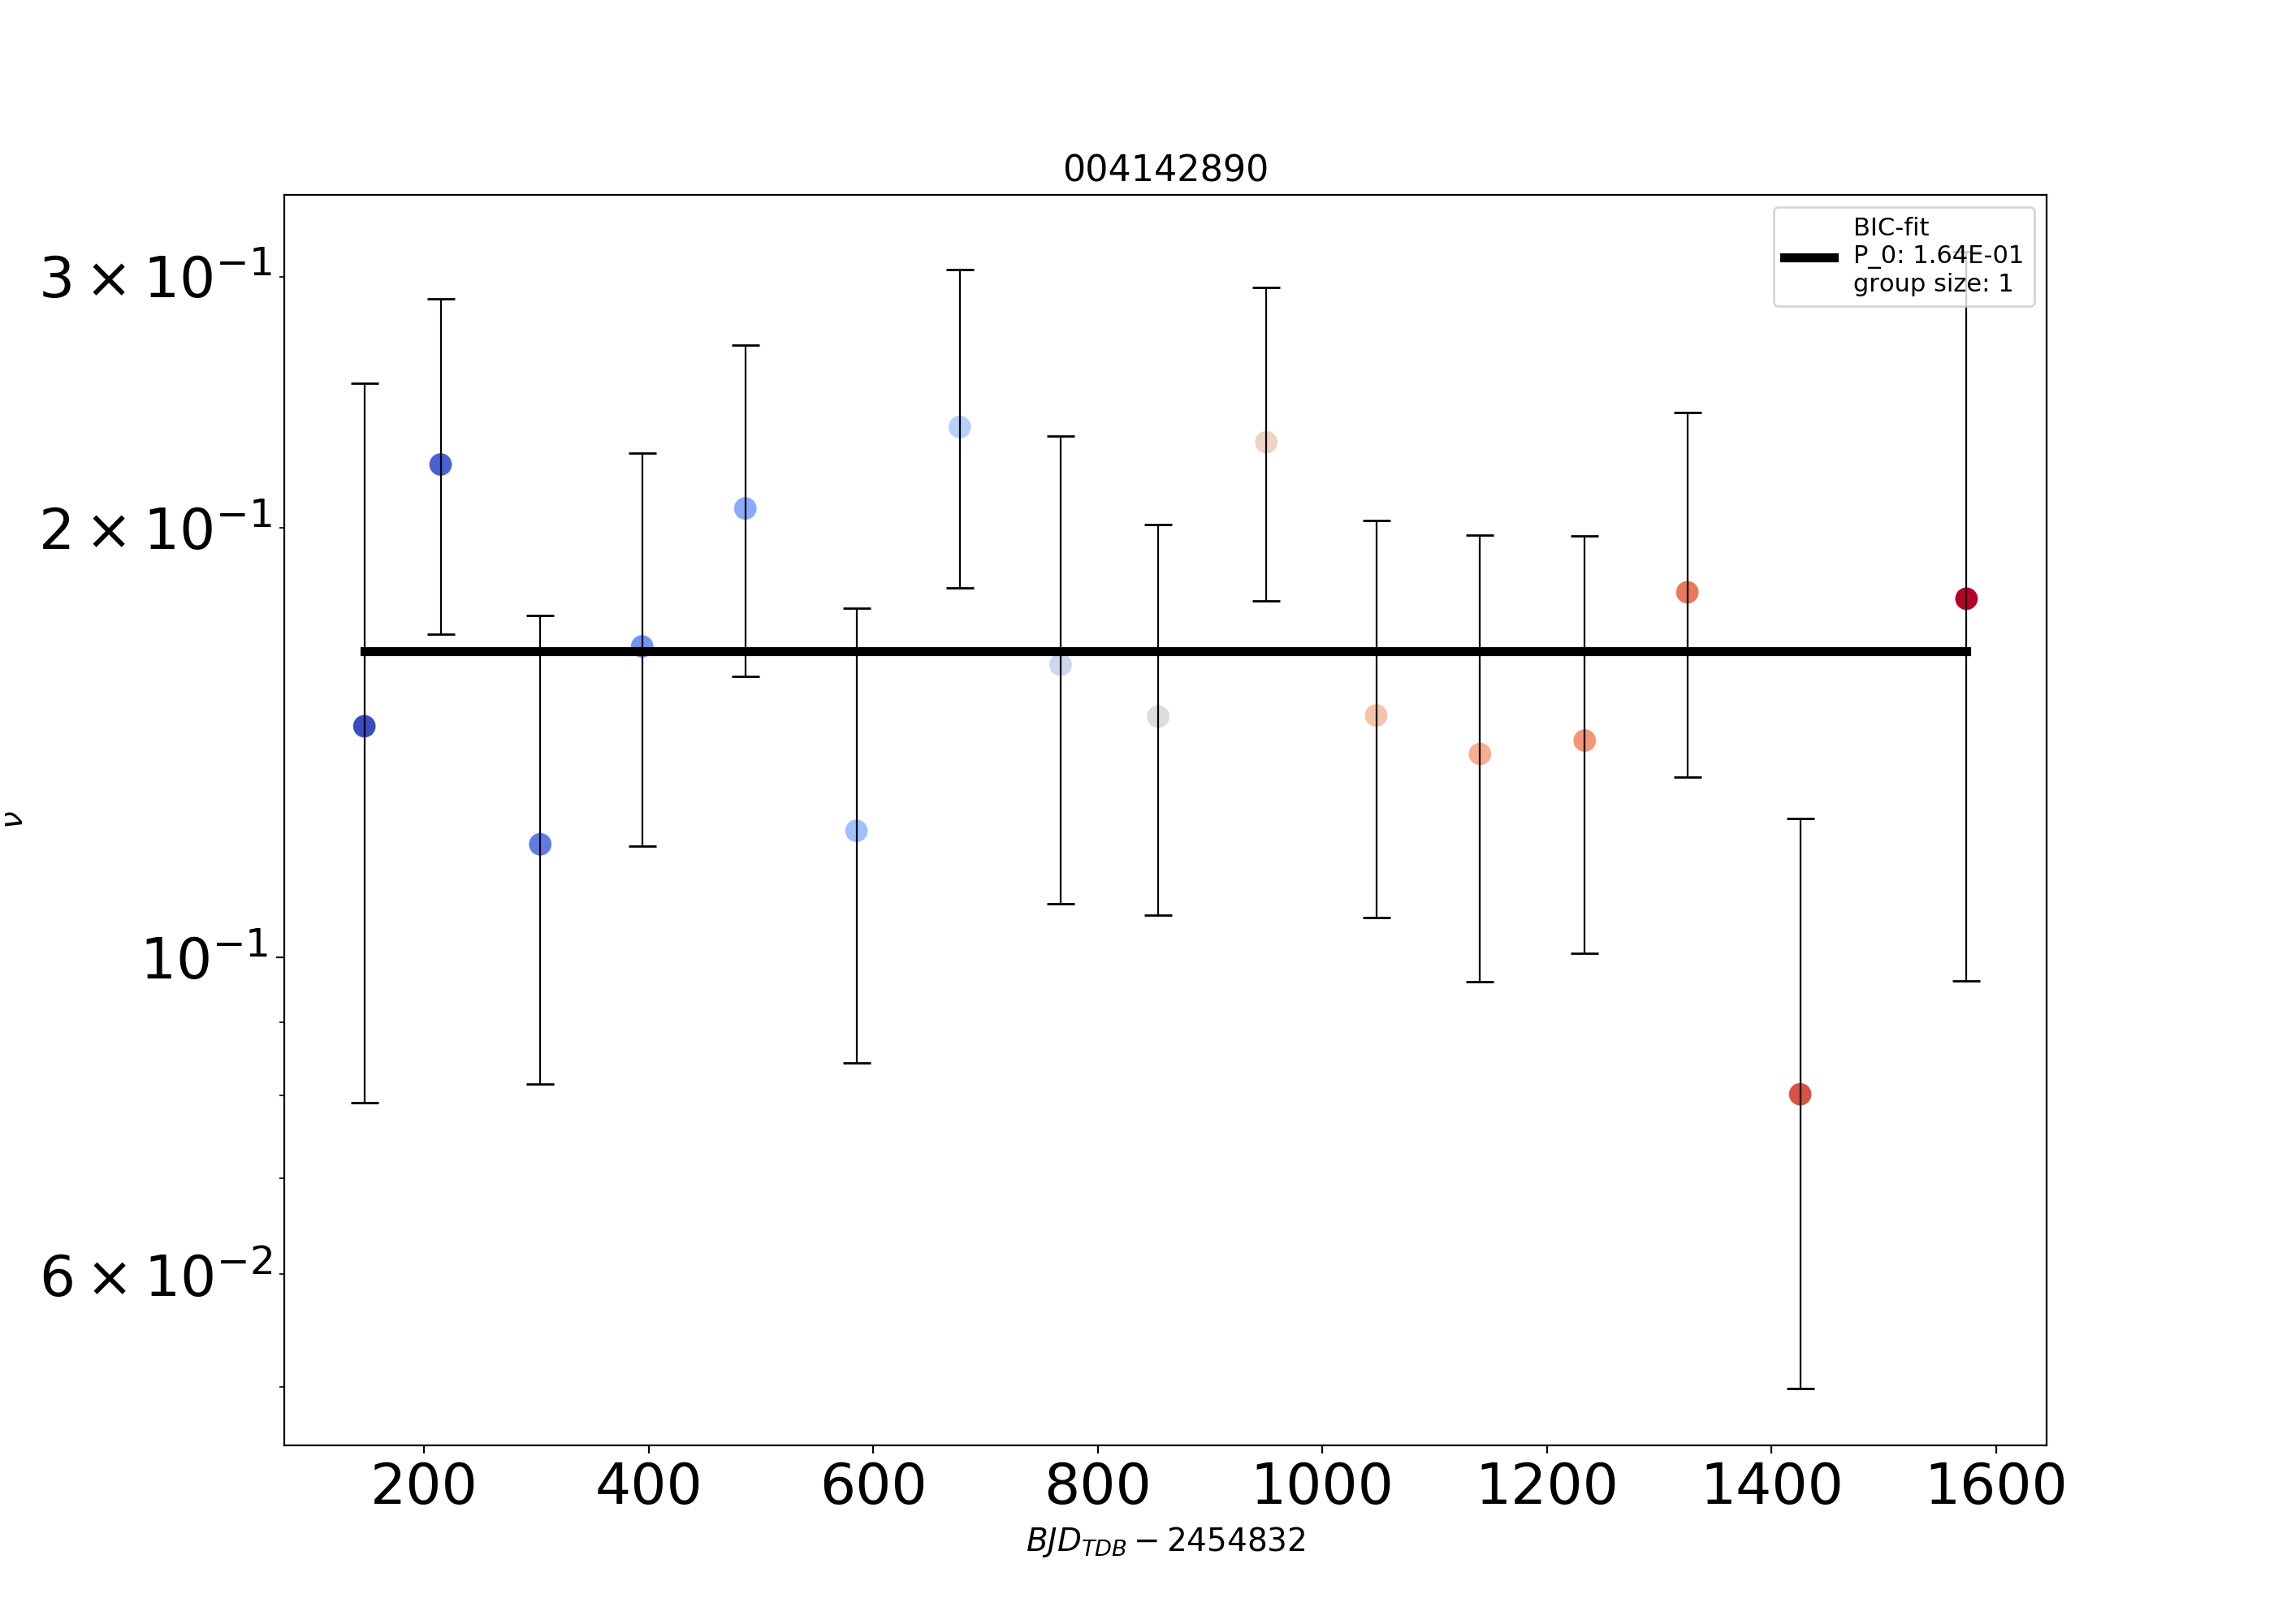 004142890
BIC-fit
P_0: 1.64E-01
group size: 1
3 × 10⁻¹
2 × 10⁻¹
10⁻¹
6 × 10⁻²
ν
200 400 600 800 1000 1200 1400 1600
BJD_TDB − 2454832